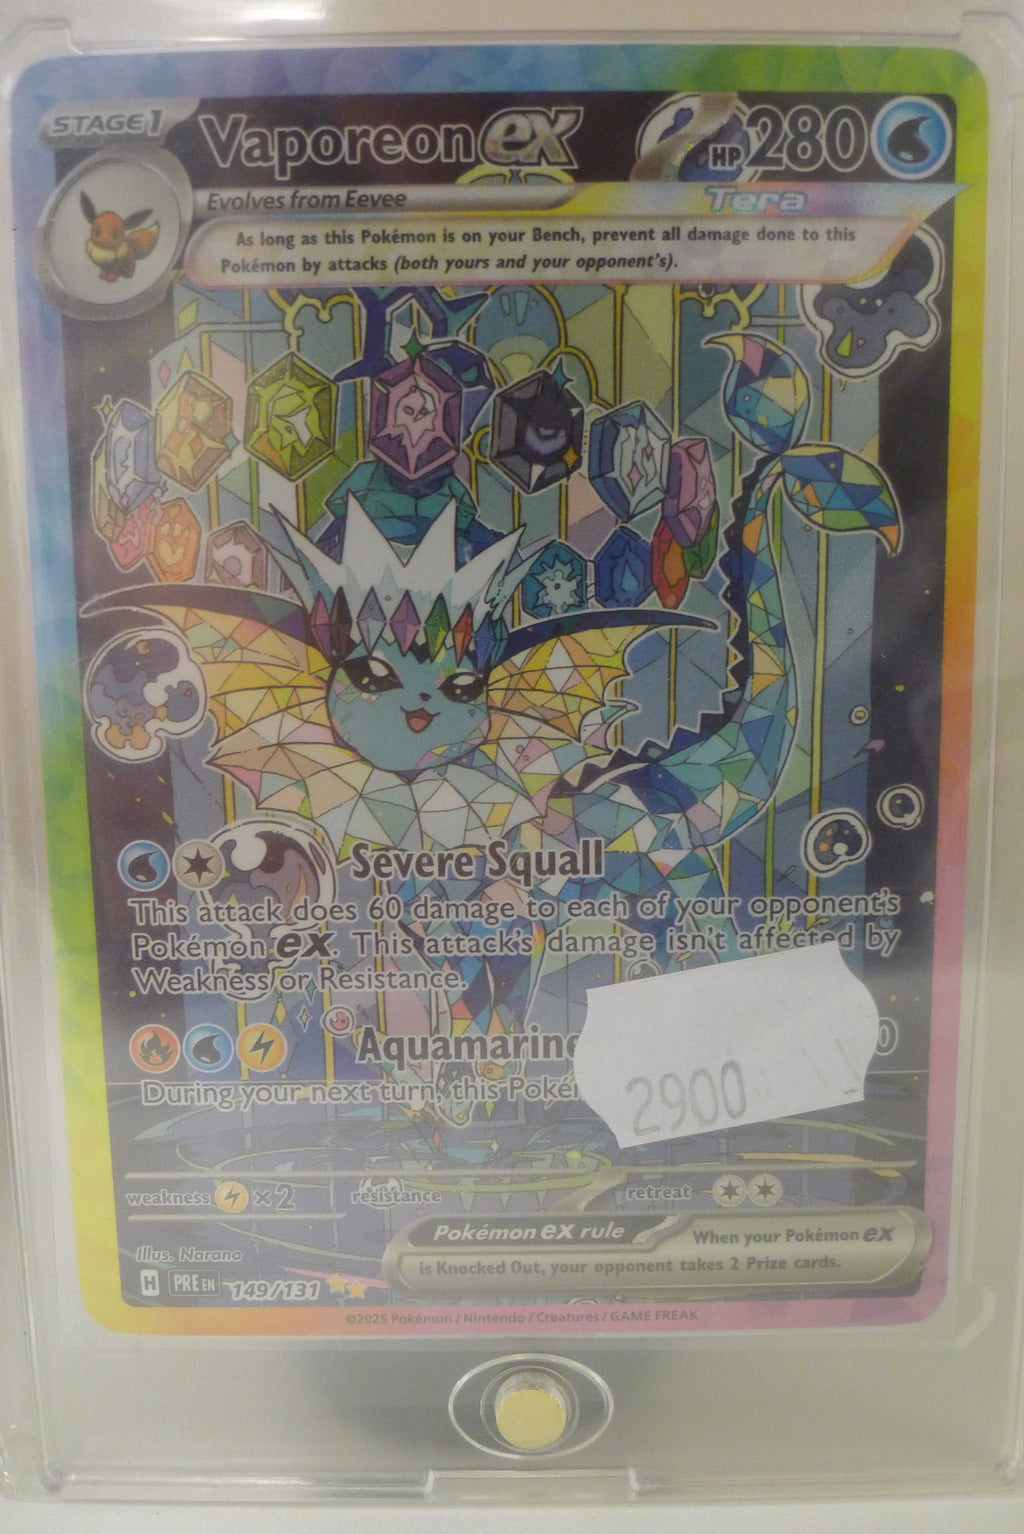 STAGE 1 Vaporeon ex HP 280
Evolves from Eevee Tera
As long as this Pokémon is on your Bench, prevent all damage done to this
Pokémon by attacks (both yours and your opponent's).
Severe Squall
This attack does 60 damage to each of your opponent's
Pokémon ex. This attack's damage isn't affected by
Weakness or Resistance.
Aquamarine
During your next turn, this
2900
weakness ×2 resistance retreat
Pokémon ex rule When your Pokémon ex
is Knocked Out, your opponent takes 2 Prize cards.
Illus. Narano
H PRE EN 149/131
©2025 Pokémon / Nintendo / Creatures / GAME FREAK